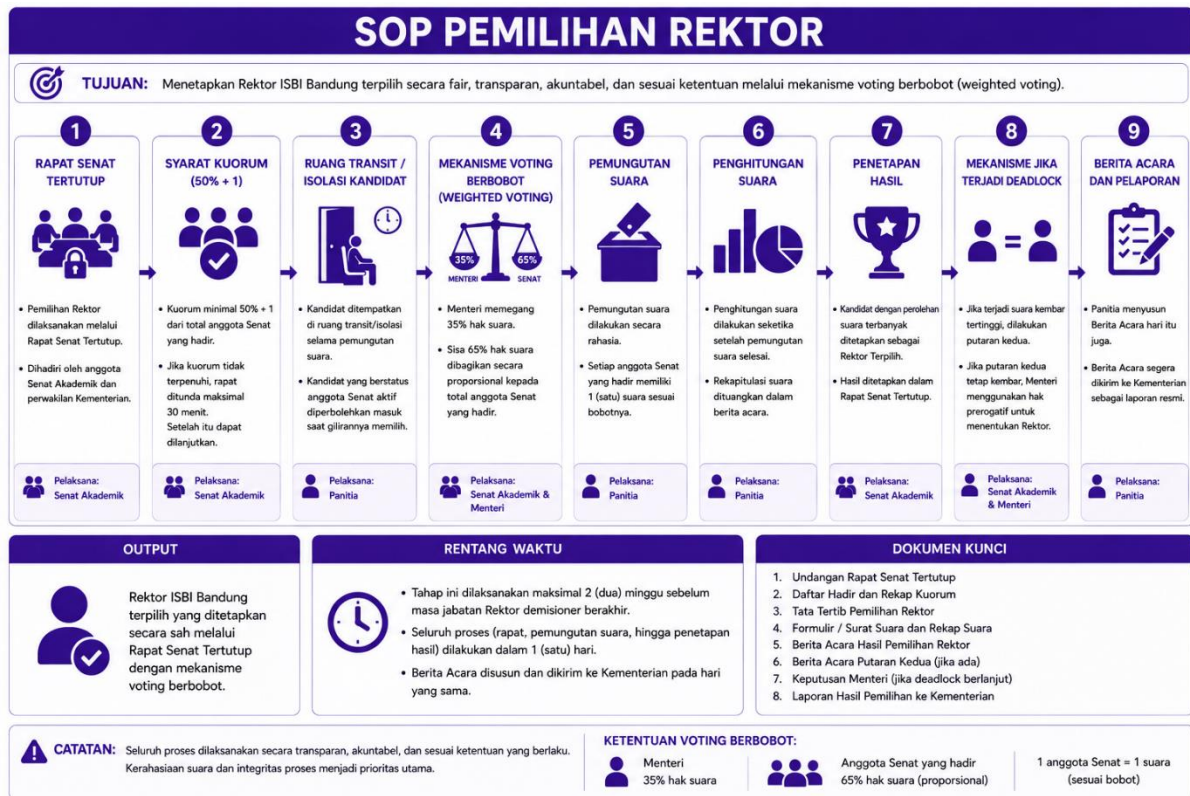 SOP PEMILIHAN REKTOR
TUJUAN: Menetapkan Rektor ISBI Bandung terpilih secara fair, transparan, akuntabel, dan sesuai ketentuan melalui mekanisme voting berbobot (weighted voting).
1
RAPAT SENAT
TERTUTUP
• Pemilihan Rektor
dilaksanakan melalui
Rapat Senat Tertutup.
• Dihadiri oleh anggota
Senat Akademik dan
perwakilan Kementerian.
Pelaksana:
Senat Akademik
2
SYARAT KUORUM
(50% + 1)
• Kuorum minimal 50% + 1
dari total anggota Senat
yang hadir.
• Jika kuorum tidak
terpenuhi, rapat
ditunda maksimal
30 menit.
Setelah itu dapat
dilanjutkan.
Pelaksana:
Senat Akademik
3
RUANG TRANSIT /
ISOLASI KANDIDAT
• Kandidat ditempatkan
di ruang transit/isolasi
selama pemungutan
suara.
• Kandidat yang berstatus
anggota Senat aktif
diperbolehkan masuk
saat gilirannya memilih.
Pelaksana:
Panitia
4
MEKANISME VOTING
BERBOBOT
(WEIGHTED VOTING)
35% 65%
MENTERI SENAT
• Menteri memegang
35% hak suara.
• Sisa 65% hak suara
dibagikan secara
proporsional kepada
total anggota Senat
yang hadir.
Pelaksana:
Senat Akademik &
Menteri
5
PEMUNGUTAN
SUARA
• Pemungutan suara
dilakukan secara
rahasia.
• Setiap anggota Senat
yang hadir memiliki
1 (satu) suara sesuai
bobotnya.
Pelaksana:
Panitia
6
PENGHITUNGAN
SUARA
• Penghitungan suara
dilakukan seketika
setelah pemungutan
suara selesai.
• Rekapitulasi suara
dituangkan dalam
berita acara.
Pelaksana:
Panitia
7
PENETAPAN
HASIL
• Kandidat dengan perolehan
suara terbanyak
ditetapkan sebagai
Rektor Terpilih.
• Hasil ditetapkan dalam
Rapat Senat Tertutup.
Pelaksana:
Senat Akademik
8
MEKANISME JIKA
TERJADI DEADLOCK
• Jika terjadi suara kembar
tertinggi, dilakukan
putaran kedua.
• Jika putaran kedua
tetap kembar, Menteri
menggunakan hak
prerogatif untuk
menentukan Rektor.
Pelaksana:
Senat Akademik
& Menteri
9
BERITA ACARA
DAN PELAPORAN
• Panitia menyusun
Berita Acara hari itu
juga.
• Berita Acara segera
dikirim ke Kementerian
sebagai laporan resmi.
Pelaksana:
Panitia
OUTPUT
Rektor ISBI Bandung
terpilih yang ditetapkan
secara sah melalui
Rapat Senat Tertutup
dengan mekanisme
voting berbobot.
RENTANG WAKTU
• Tahap ini dilaksanakan maksimal 2 (dua) minggu sebelum
masa jabatan Rektor demisioner berakhir.
• Seluruh proses (rapat, pemungutan suara, hingga penetapan
hasil) dilakukan dalam 1 (satu) hari.
• Berita Acara disusun dan dikirim ke Kementerian pada hari
yang sama.
DOKUMEN KUNCI
1. Undangan Rapat Senat Tertutup
2. Daftar Hadir dan Rekap Kuorum
3. Tata Tertib Pemilihan Rektor
4. Formulir / Surat Suara dan Rekap Suara
5. Berita Acara Hasil Pemilihan Rektor
6. Berita Acara Putaran Kedua (jika ada)
7. Keputusan Menteri (jika deadlock berlanjut)
8. Laporan Hasil Pemilihan ke Kementerian
CATATAN: Seluruh proses dilaksanakan secara transparan, akuntabel, dan sesuai ketentuan yang berlaku.
Kerahasiaan suara dan integritas proses menjadi prioritas utama.
KETENTUAN VOTING BERBOBOT:
Menteri
35% hak suara
Anggota Senat yang hadir
65% hak suara (proporsional)
1 anggota Senat = 1 suara
(sesuai bobot)